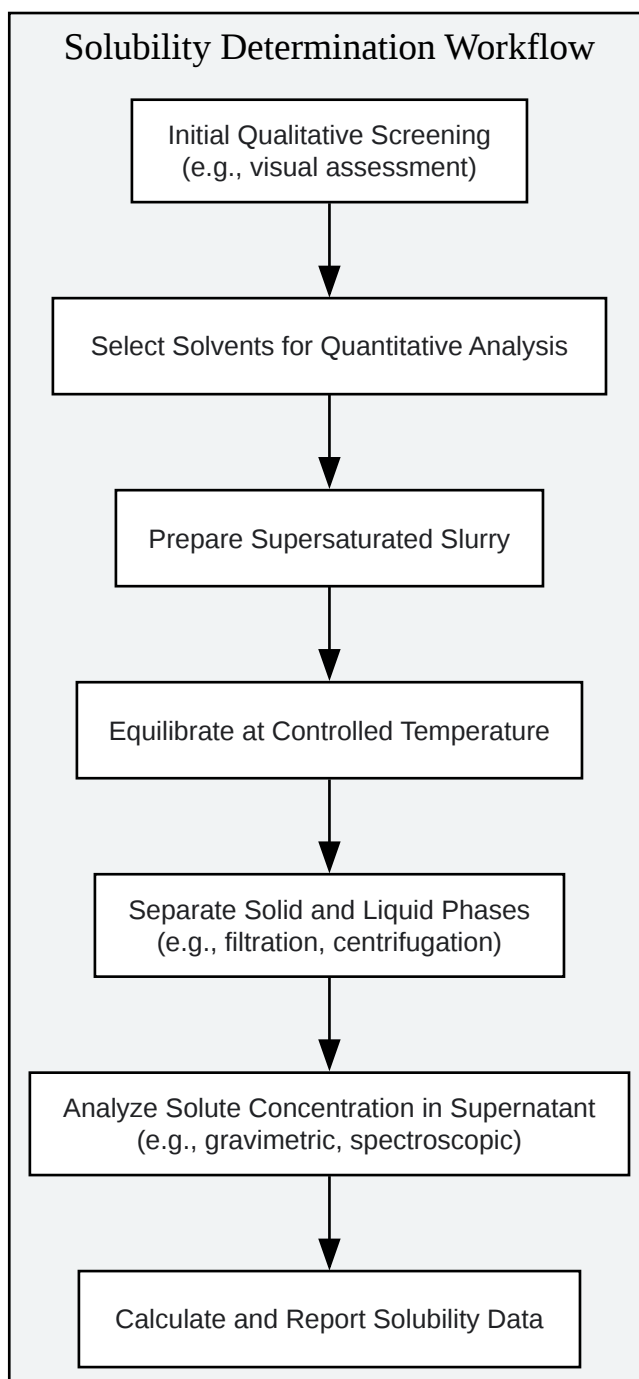 Solubility Determination Workflow
Initial Qualitative Screening
(e.g., visual assessment)
Select Solvents for Quantitative Analysis
Prepare Supersaturated Slurry
Equilibrate at Controlled Temperature
Separate Solid and Liquid Phases
(e.g., filtration, centrifugation)
Analyze Solute Concentration in Supernatant
(e.g., gravimetric, spectroscopic)
Calculate and Report Solubility Data